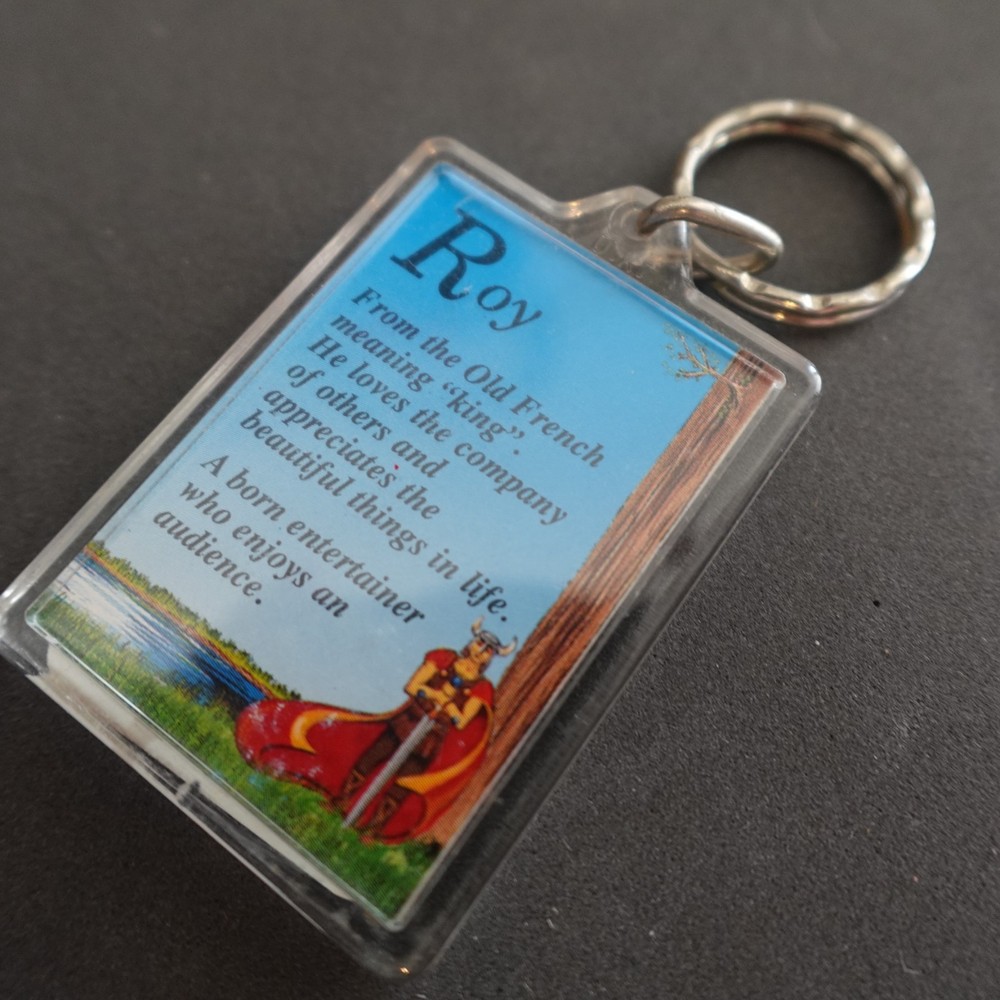 Roy
From the Old French
meaning “king”.
He loves the company
of others and
appreciates the
beautiful things in life.
A born entertainer
who enjoys an
audience.